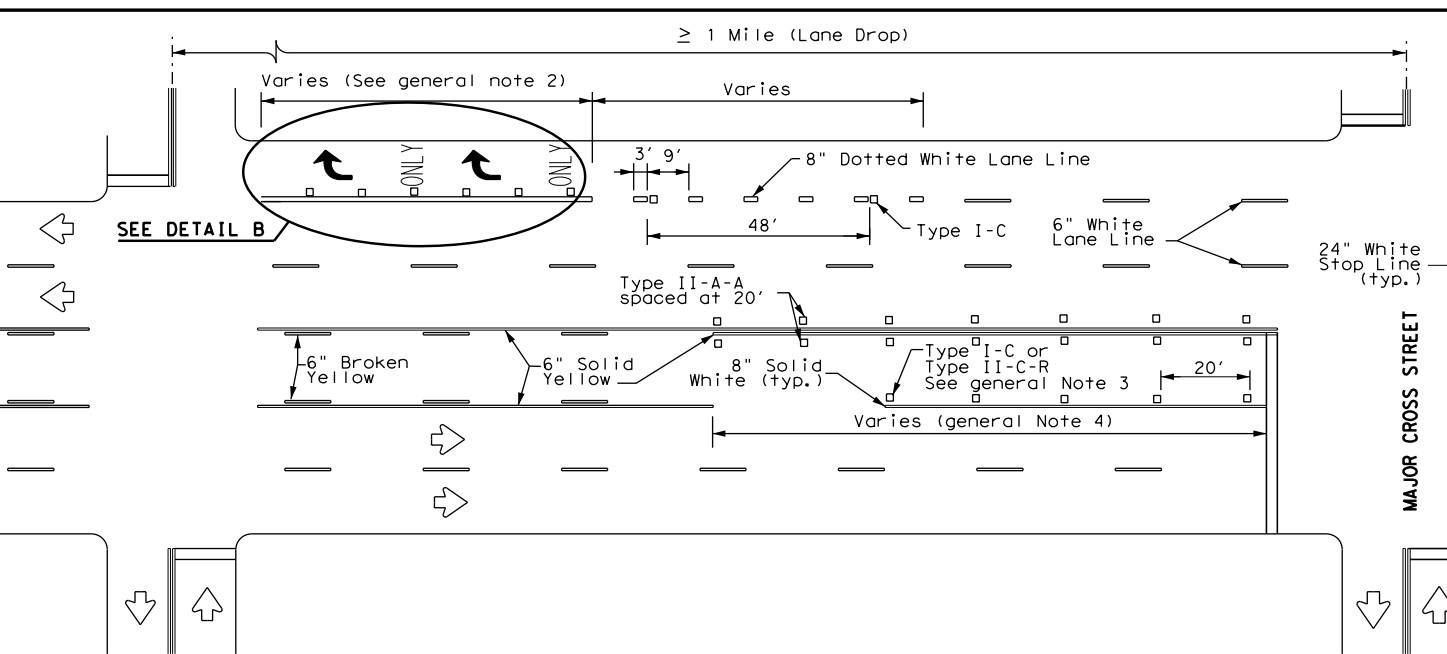 ≥ 1 Mile (Lane Drop)
Varies (See general note 2)
Varies
ONLY
ONLY
3'
9'
8" Dotted White Lane Line
SEE DETAIL B
48'
Type I-C
6" White
Lane Line
24" White
Stop Line
(typ.)
Type II-A-A
spaced at 20'
6" Broken
Yellow
6" Solid
Yellow
8" Solid
White (typ.)
Type I-C or
Type II-C-R
See general Note 3
20'
Varies (general Note 4)
MAJOR CROSS STREET